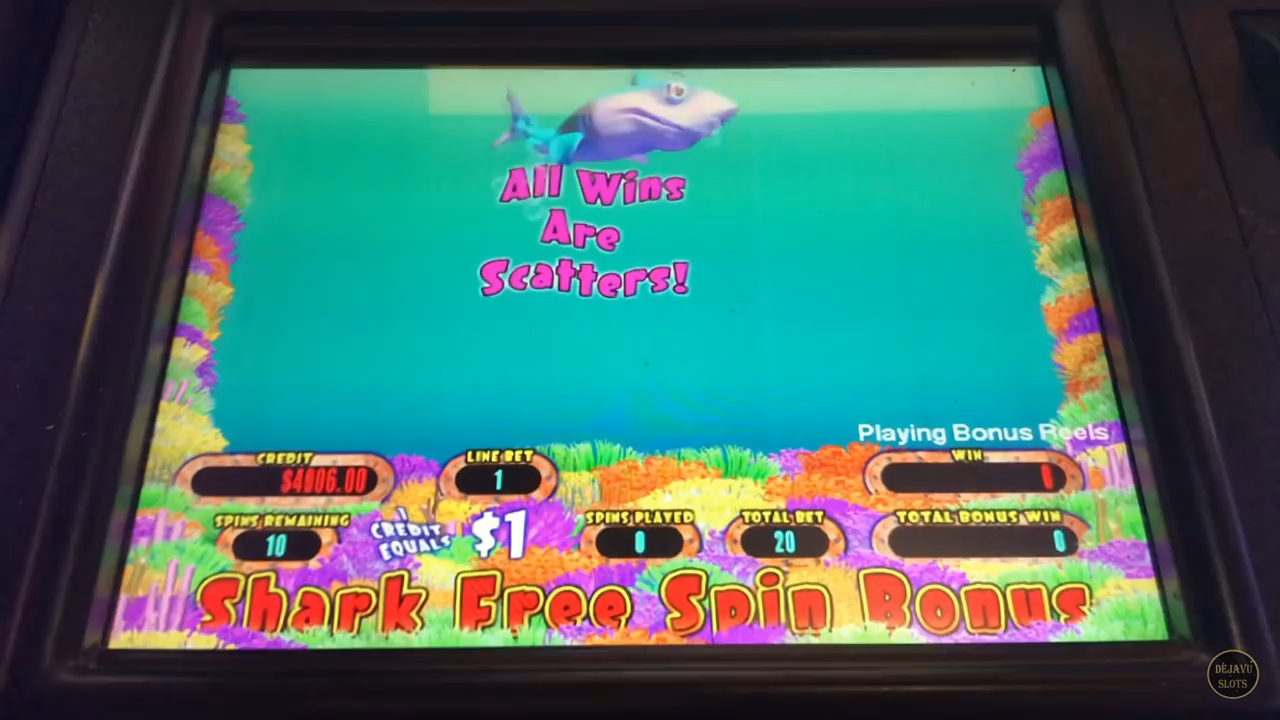 All Wins
Are
Scatters!
Playing Bonus Reels
CREDIT
$4006.00
LINE BET
1
WIN
0
SPINS REMAINING
10
1
CREDIT
EQUALS
$1
SPINS PLAYED
0
TOTAL BET
20
TOTAL BONUS WIN
0
Shark Free Spin Bonus
DÉJAVU
SLOTS